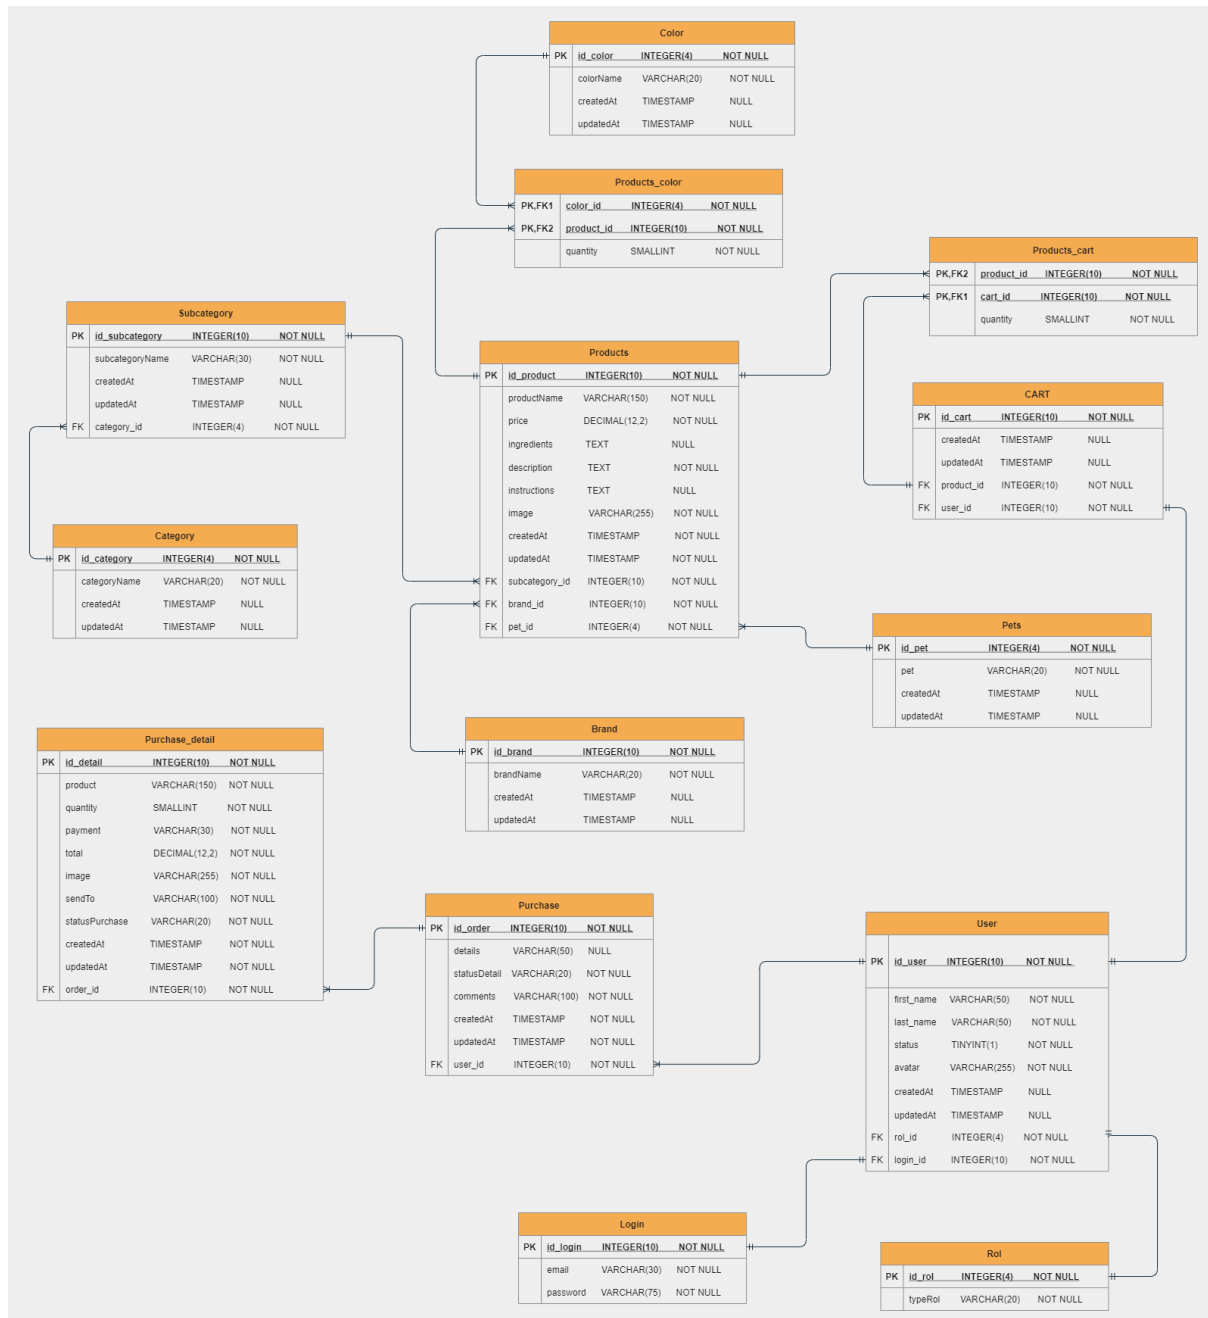 Color
PK id_color INTEGER(4) NOT NULL
colorName VARCHAR(20) NOT NULL
createdAt TIMESTAMP NULL
updatedAt TIMESTAMP NULL
Products_color
PK,FK1 color_id INTEGER(4) NOT NULL
PK,FK2 product_id INTEGER(10) NOT NULL
quantity SMALLINT NOT NULL
Products_cart
PK,FK2 product_id INTEGER(10) NOT NULL
PK,FK1 cart_id INTEGER(10) NOT NULL
quantity SMALLINT NOT NULL
Subcategory
PK id_subcategory INTEGER(10) NOT NULL
subcategoryName VARCHAR(30) NOT NULL
createdAt TIMESTAMP NULL
updatedAt TIMESTAMP NULL
FK category_id INTEGER(4) NOT NULL
Products
PK id_product INTEGER(10) NOT NULL
productName VARCHAR(150) NOT NULL
price DECIMAL(12,2) NOT NULL
ingredients TEXT NULL
description TEXT NOT NULL
instructions TEXT NULL
image VARCHAR(255) NOT NULL
createdAt TIMESTAMP NOT NULL
updatedAt TIMESTAMP NOT NULL
FK subcategory_id INTEGER(10) NOT NULL
FK brand_id INTEGER(10) NOT NULL
FK pet_id INTEGER(4) NOT NULL
CART
PK id_cart INTEGER(10) NOT NULL
createdAt TIMESTAMP NULL
updatedAt TIMESTAMP NULL
FK product_id INTEGER(10) NOT NULL
FK user_id INTEGER(10) NOT NULL
Category
PK id_category INTEGER(4) NOT NULL
categoryName VARCHAR(20) NOT NULL
createdAt TIMESTAMP NULL
updatedAt TIMESTAMP NULL
Pets
PK id_pet INTEGER(4) NOT NULL
pet VARCHAR(20) NOT NULL
createdAt TIMESTAMP NULL
updatedAt TIMESTAMP NULL
Brand
PK id_brand INTEGER(10) NOT NULL
brandName VARCHAR(20) NOT NULL
createdAt TIMESTAMP NULL
updatedAt TIMESTAMP NULL
Purchase_detail
PK id_detail INTEGER(10) NOT NULL
product VARCHAR(150) NOT NULL
quantity SMALLINT NOT NULL
payment VARCHAR(30) NOT NULL
total DECIMAL(12,2) NOT NULL
image VARCHAR(255) NOT NULL
sendTo VARCHAR(100) NOT NULL
statusPurchase VARCHAR(20) NOT NULL
createdAt TIMESTAMP NOT NULL
updatedAt TIMESTAMP NOT NULL
FK order_id INTEGER(10) NOT NULL
Purchase
PK id_order INTEGER(10) NOT NULL
details VARCHAR(50) NULL
statusDetail VARCHAR(20) NOT NULL
comments VARCHAR(100) NOT NULL
createdAt TIMESTAMP NOT NULL
updatedAt TIMESTAMP NOT NULL
FK user_id INTEGER(10) NOT NULL
User
PK id_user INTEGER(10) NOT NULL
first_name VARCHAR(50) NOT NULL
last_name VARCHAR(50) NOT NULL
status TINYINT(1) NOT NULL
avatar VARCHAR(255) NOT NULL
createdAt TIMESTAMP NULL
updatedAt TIMESTAMP NULL
FK rol_id INTEGER(4) NOT NULL
FK login_id INTEGER(10) NOT NULL
Login
PK id_login INTEGER(10) NOT NULL
email VARCHAR(30) NOT NULL
password VARCHAR(75) NOT NULL
Rol
PK id_rol INTEGER(4) NOT NULL
typeRol VARCHAR(20) NOT NULL